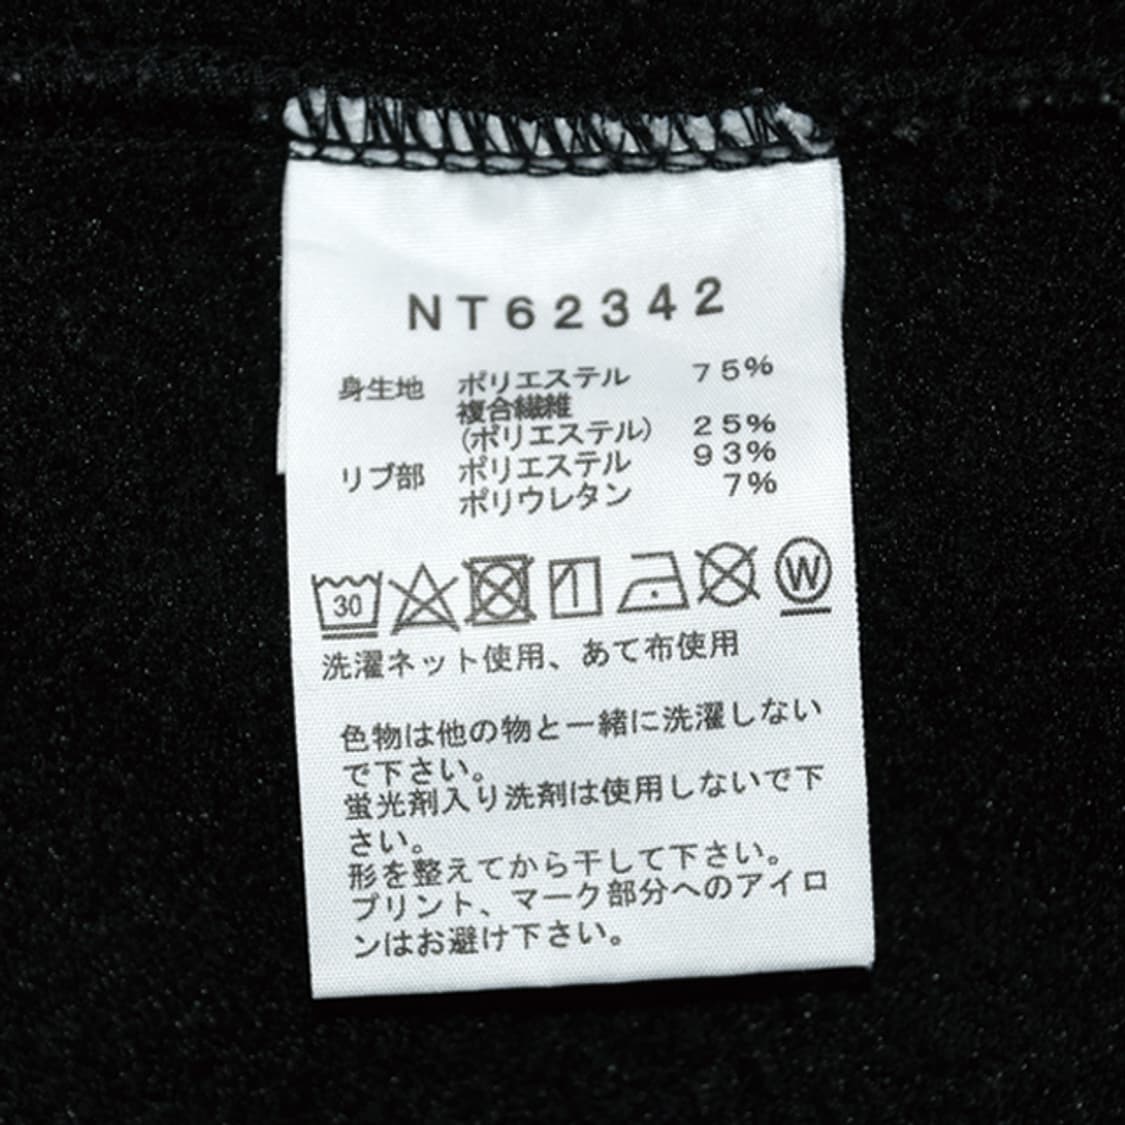 NT62342
身生地 ポリエステル 75%
複合繊維
(ポリエステル) 25%
リブ部 ポリエステル 93%
ポリウレタン 7%
30 W
洗濯ネット使用、あて布使用
色物は他の物と一緒に洗濯しない
で下さい。
蛍光剤入り洗剤は使用しないで下
さい。
形を整えてから干して下さい。
プリント、マーク部分へのアイロ
ンはお避け下さい。